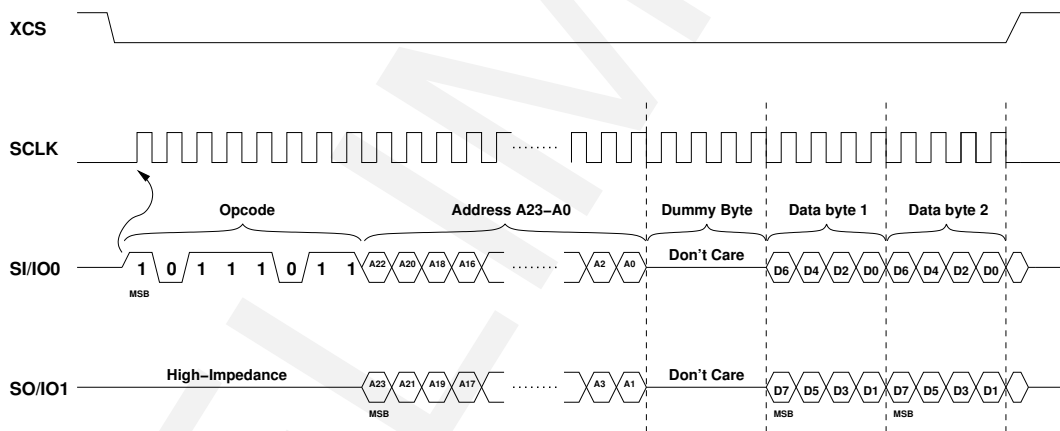 XCS
SCLK
Opcode Address A23–A0 Dummy Byte Data byte 1 Data byte 2
SI/IO0 1 0 1 1 1 0 1 1 A22 A20 A18 A16 A2 A0 Don't Care D6 D4 D2 D0 D6 D4 D2 D0
MSB
SO/IO1 High–Impedance A23 A21 A19 A17 A3 A1 Don't Care D7 D5 D3 D1 D7 D5 D3 D1
MSB MSB MSB